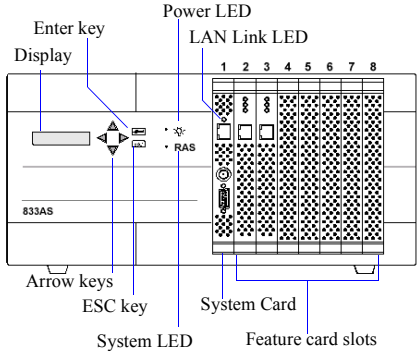 Power LED
Enter key
LAN Link LED
Display
1 2 3 4 5 6 7 8
RAS
833AS
Arrow keys
ESC key
System Card
System LED
Feature card slots